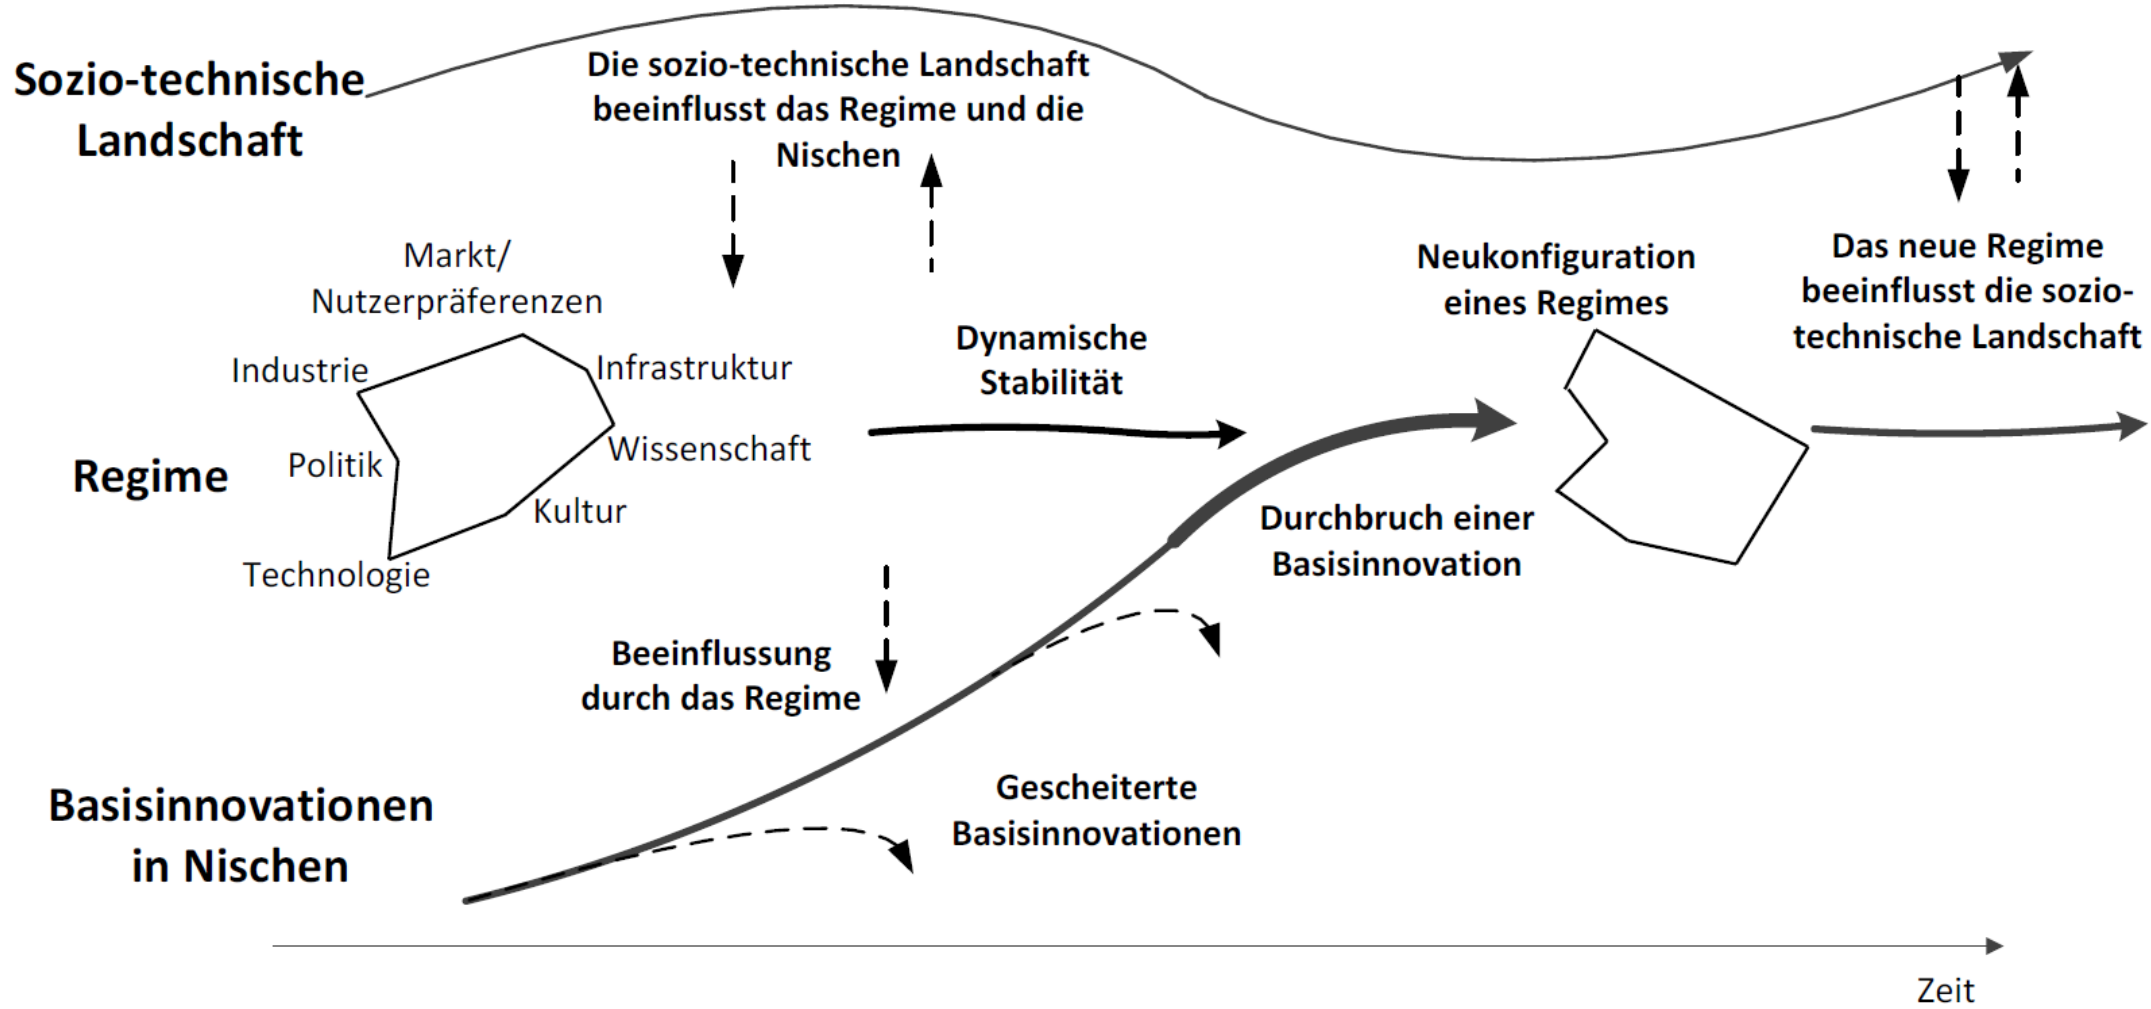 Sozio-technische
Landschaft
Die sozio-technische Landschaft
beeinflusst das Regime und die
Nischen
Markt/
Nutzerpräferenzen
Industrie
Infrastruktur
Politik
Wissenschaft
Kultur
Technologie
Regime
Dynamische
Stabilität
Neukonfiguration
eines Regimes
Das neue Regime
beeinflusst die sozio-
technische Landschaft
Durchbruch einer
Basisinnovation
Beeinflussung
durch das Regime
Gescheiterte
Basisinnovationen
Basisinnovationen
in Nischen
Zeit